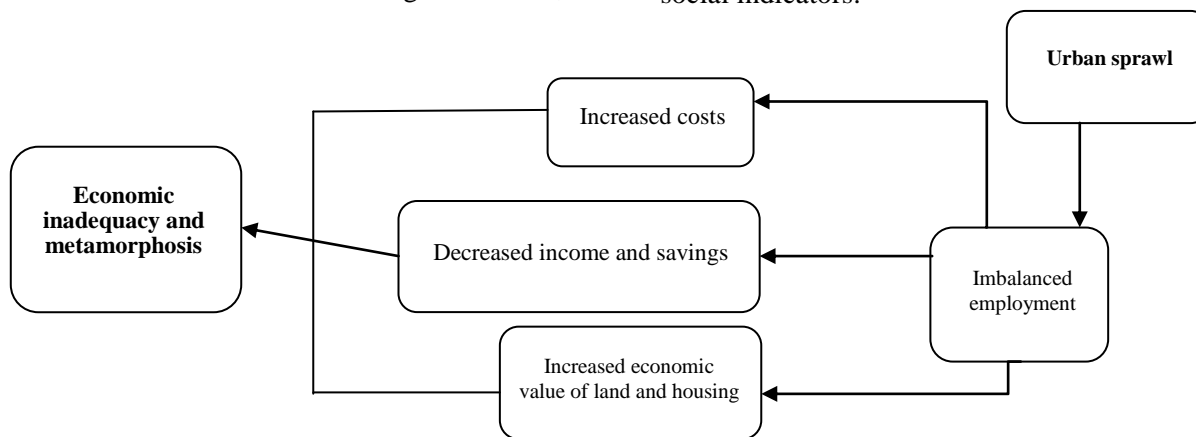 social indicators.
Urban sprawl
Increased costs
Economic
inadequacy and
metamorphosis
Decreased income and savings
Imbalanced
employment
Increased economic
value of land and housing